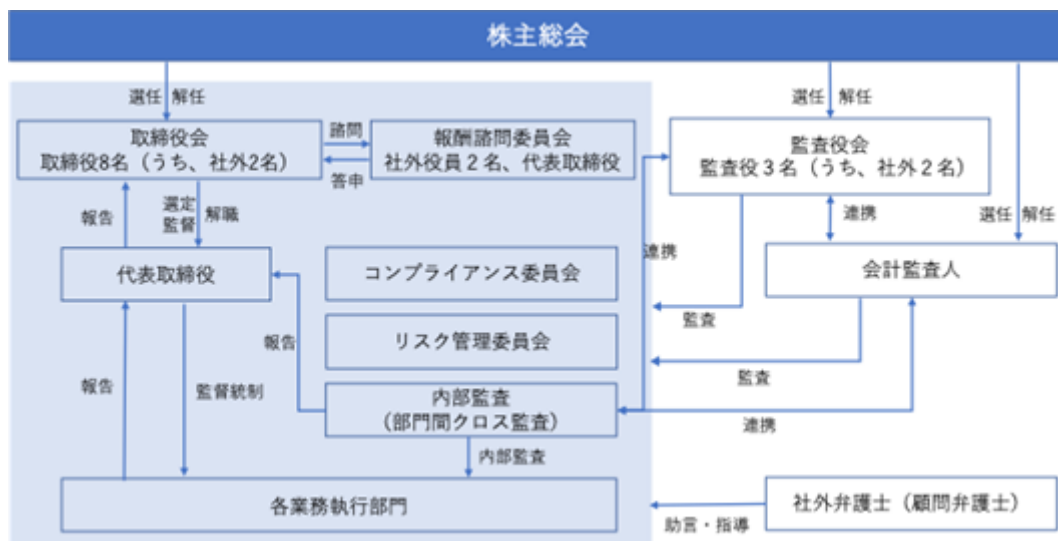 株主総会
選任 解任
選任 解任
取締役会
取締役8名（うち、社外2名）
諮問
答申
報酬諮問委員会
社外役員２名、代表取締役
監査役会
監査役３名（うち、社外２名）
報告
選定
監督
解職
連携
連携
選任 解任
代表取締役
コンプライアンス委員会
会計監査人
監査
リスク管理委員会
報告
監査
報告
監督統制
内部監査
（部門間クロス監査）
連携
内部監査
各業務執行部門
社外弁護士（顧問弁護士）
助言・指導